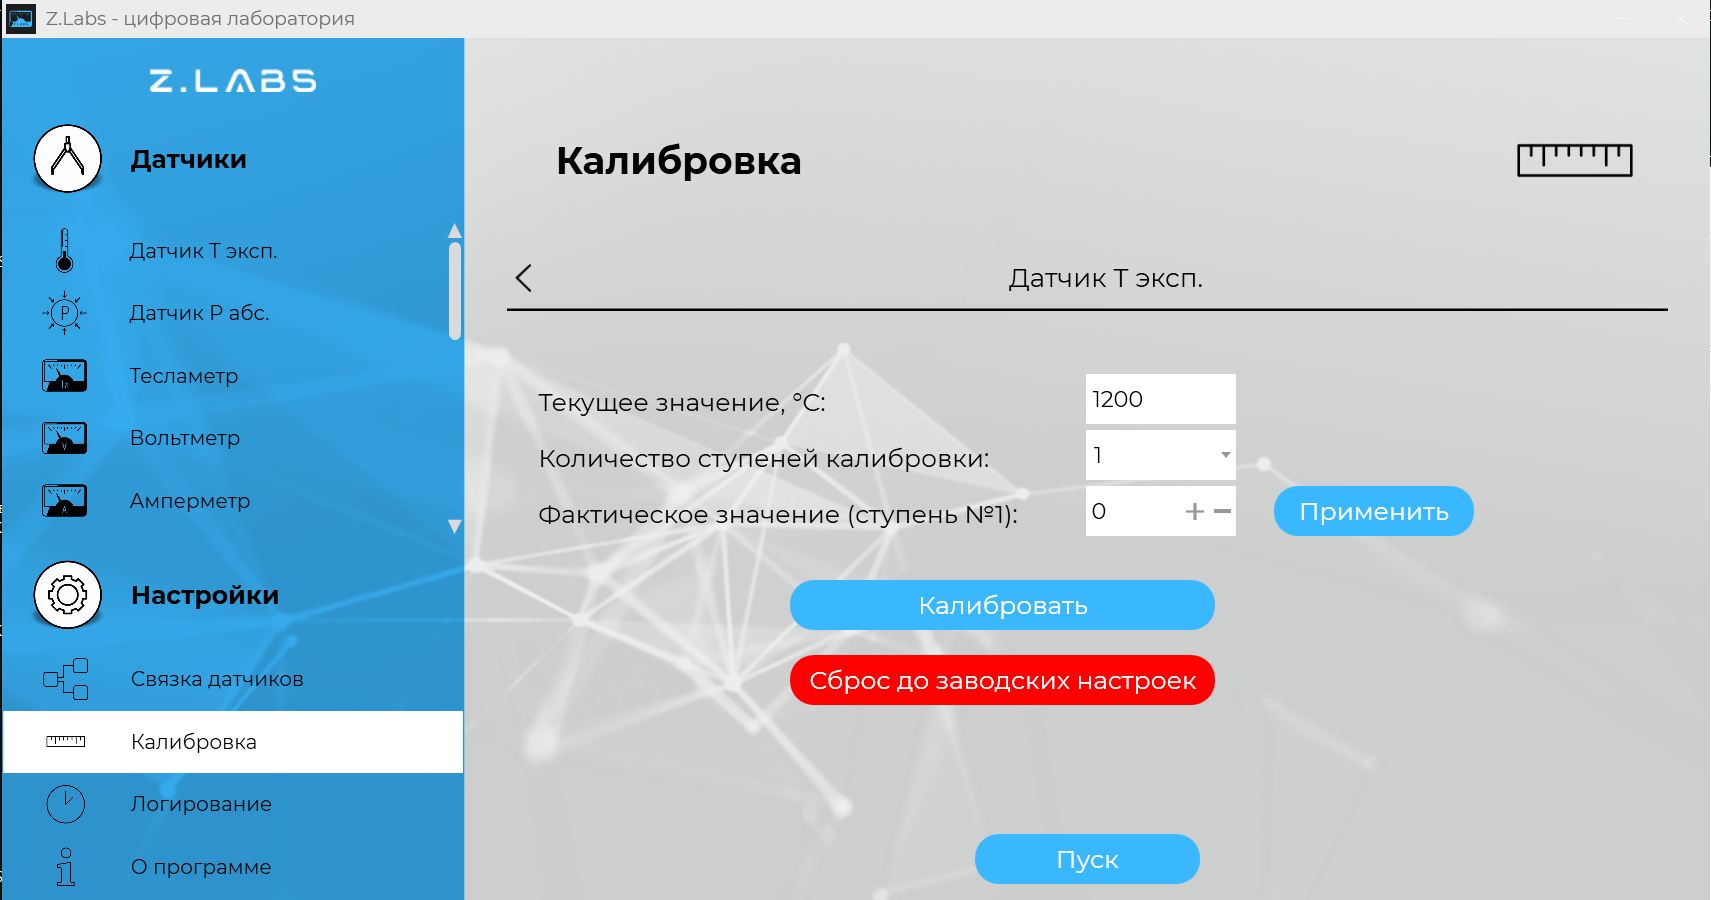 Z.Labs - цифровая лаборатория
Z.LABS
Датчики
Датчик T эксп.
P
Датчик P абс.
Тесламетр
V
Вольтметр
A
Амперметр
Настройки
Связка датчиков
Калибровка
Логирование
О программе
Калибровка
Датчик T эксп.
Текущее значение, °C: 1200
Количество ступеней калибровки: 1
Фактическое значение (ступень №1): 0 Применить
Калибровать
Сброс до заводских настроек
Пуск